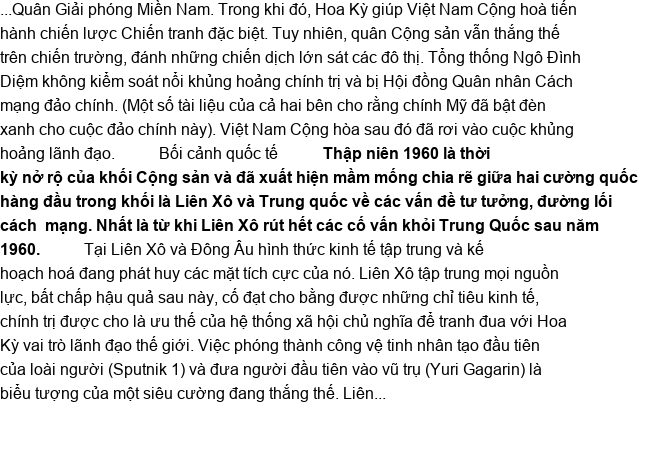 ...Quân Giải phóng Miền Nam. Trong khi đó, Hoa Kỳ giúp Việt Nam Cộng hoà tiến
hành chiến lược Chiến tranh đặc biệt. Tuy nhiên, quân Cộng sản vẫn thắng thế
trên chiến trường, đánh những chiến dịch lớn sát các đô thị. Tổng thống Ngô Đình
Diệm không kiểm soát nổi khủng hoảng chính trị và bị Hội đồng Quân nhân Cách
mạng đảo chính. (Một số tài liệu của cả hai bên cho rằng chính Mỹ đã bật đèn
xanh cho cuộc đảo chính này). Việt Nam Cộng hòa sau đó đã rơi vào cuộc khủng
hoảng lãnh đạo. Bối cảnh quốc tế Thập niên 1960 là thời
kỳ nở rộ của khối Cộng sản và đã xuất hiện mầm mống chia rẽ giữa hai cường quốc
hàng đầu trong khối là Liên Xô và Trung quốc về các vấn đề tư tưởng, đường lối
cách mạng. Nhất là từ khi Liên Xô rút hết các cố vấn khỏi Trung Quốc sau năm
1960. Tại Liên Xô và Đông Âu hình thức kinh tế tập trung và kế
hoạch hoá đang phát huy các mặt tích cực của nó. Liên Xô tập trung mọi nguồn
lực, bất chấp hậu quả sau này, cố đạt cho bằng được những chỉ tiêu kinh tế,
chính trị được cho là ưu thế của hệ thống xã hội chủ nghĩa để tranh đua với Hoa
Kỳ vai trò lãnh đạo thế giới. Việc phóng thành công vệ tinh nhân tạo đầu tiên
của loài người (Sputnik 1) và đưa người đầu tiên vào vũ trụ (Yuri Gagarin) là
biểu tượng của một siêu cường đang thắng thế. Liên...